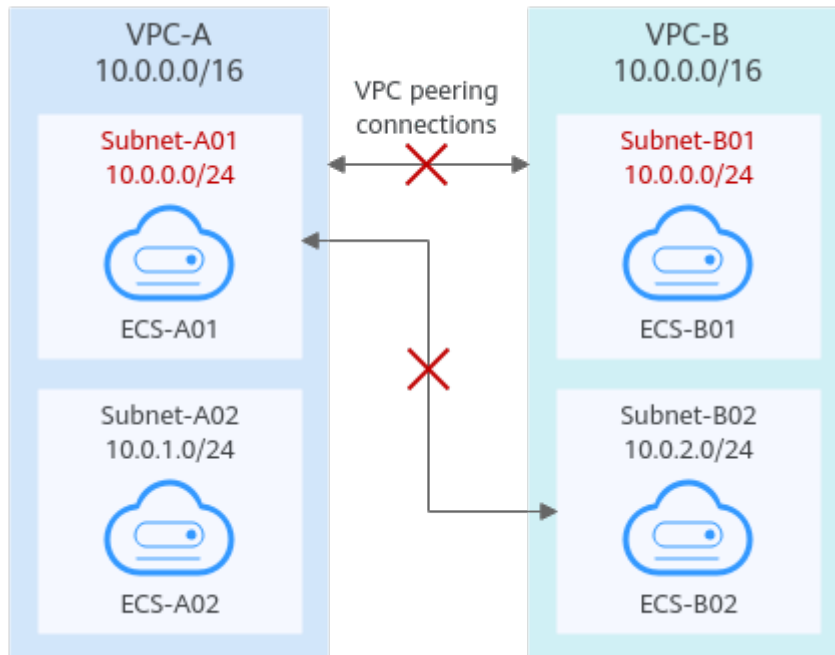 VPC-A
10.0.0.0/16
VPC-B
10.0.0.0/16
VPC peering
connections
Subnet-A01
10.0.0.0/24
ECS-A01
Subnet-B01
10.0.0.0/24
ECS-B01
Subnet-A02
10.0.1.0/24
ECS-A02
Subnet-B02
10.0.2.0/24
ECS-B02